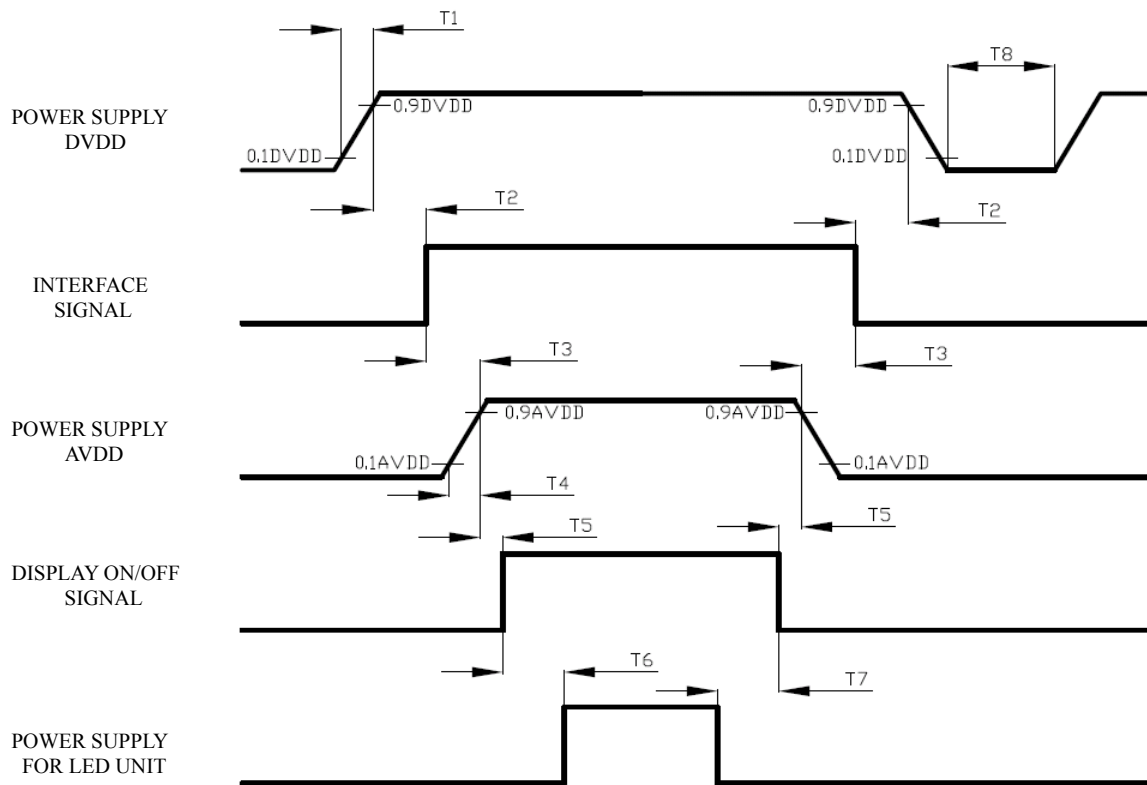 T1
T8
POWER SUPPLY
DVDD
0.9DVDD
0.9DVDD
0.1DVDD
0.1DVDD
T2
T2
INTERFACE
SIGNAL
T3
T3
POWER SUPPLY
AVDD
0.9AVDD
0.9AVDD
0.1AVDD
0.1AVDD
T4
T5
T5
DISPLAY ON/OFF
SIGNAL
T6
T7
POWER SUPPLY
FOR LED UNIT